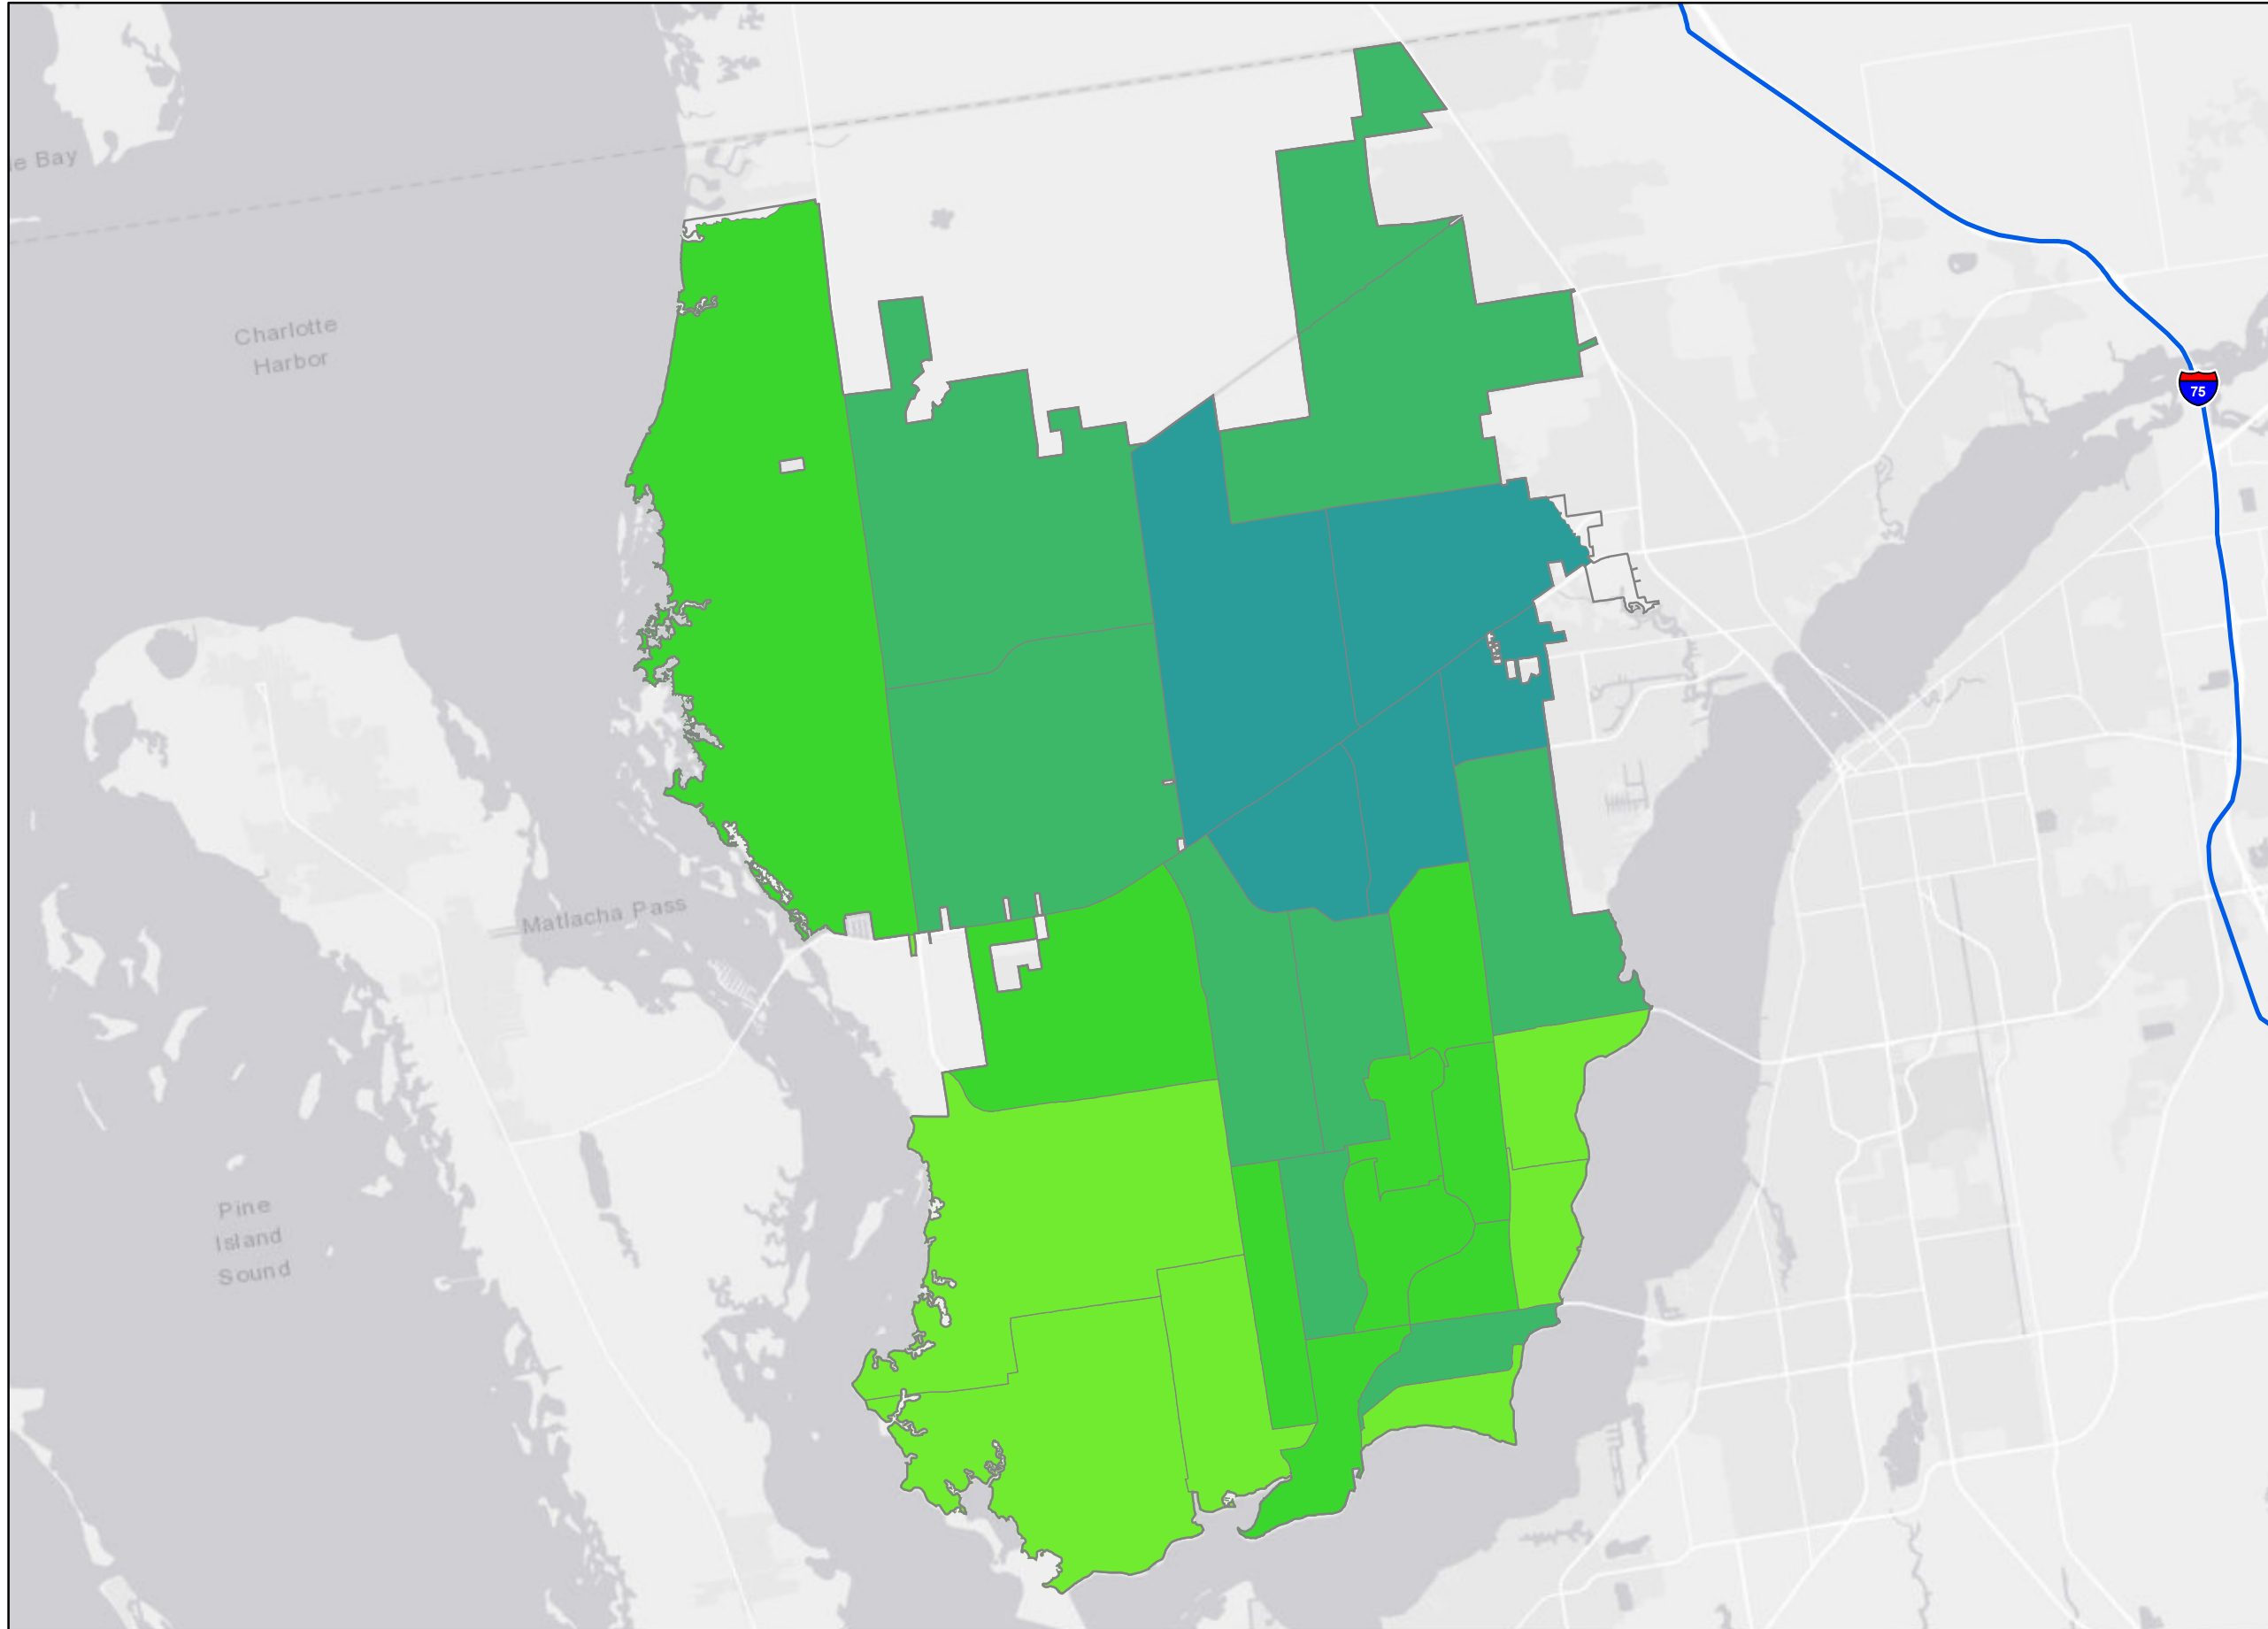 e Bay
Charlotte
Harbor
75
Matlacha Pass
Pine
Island
Sound